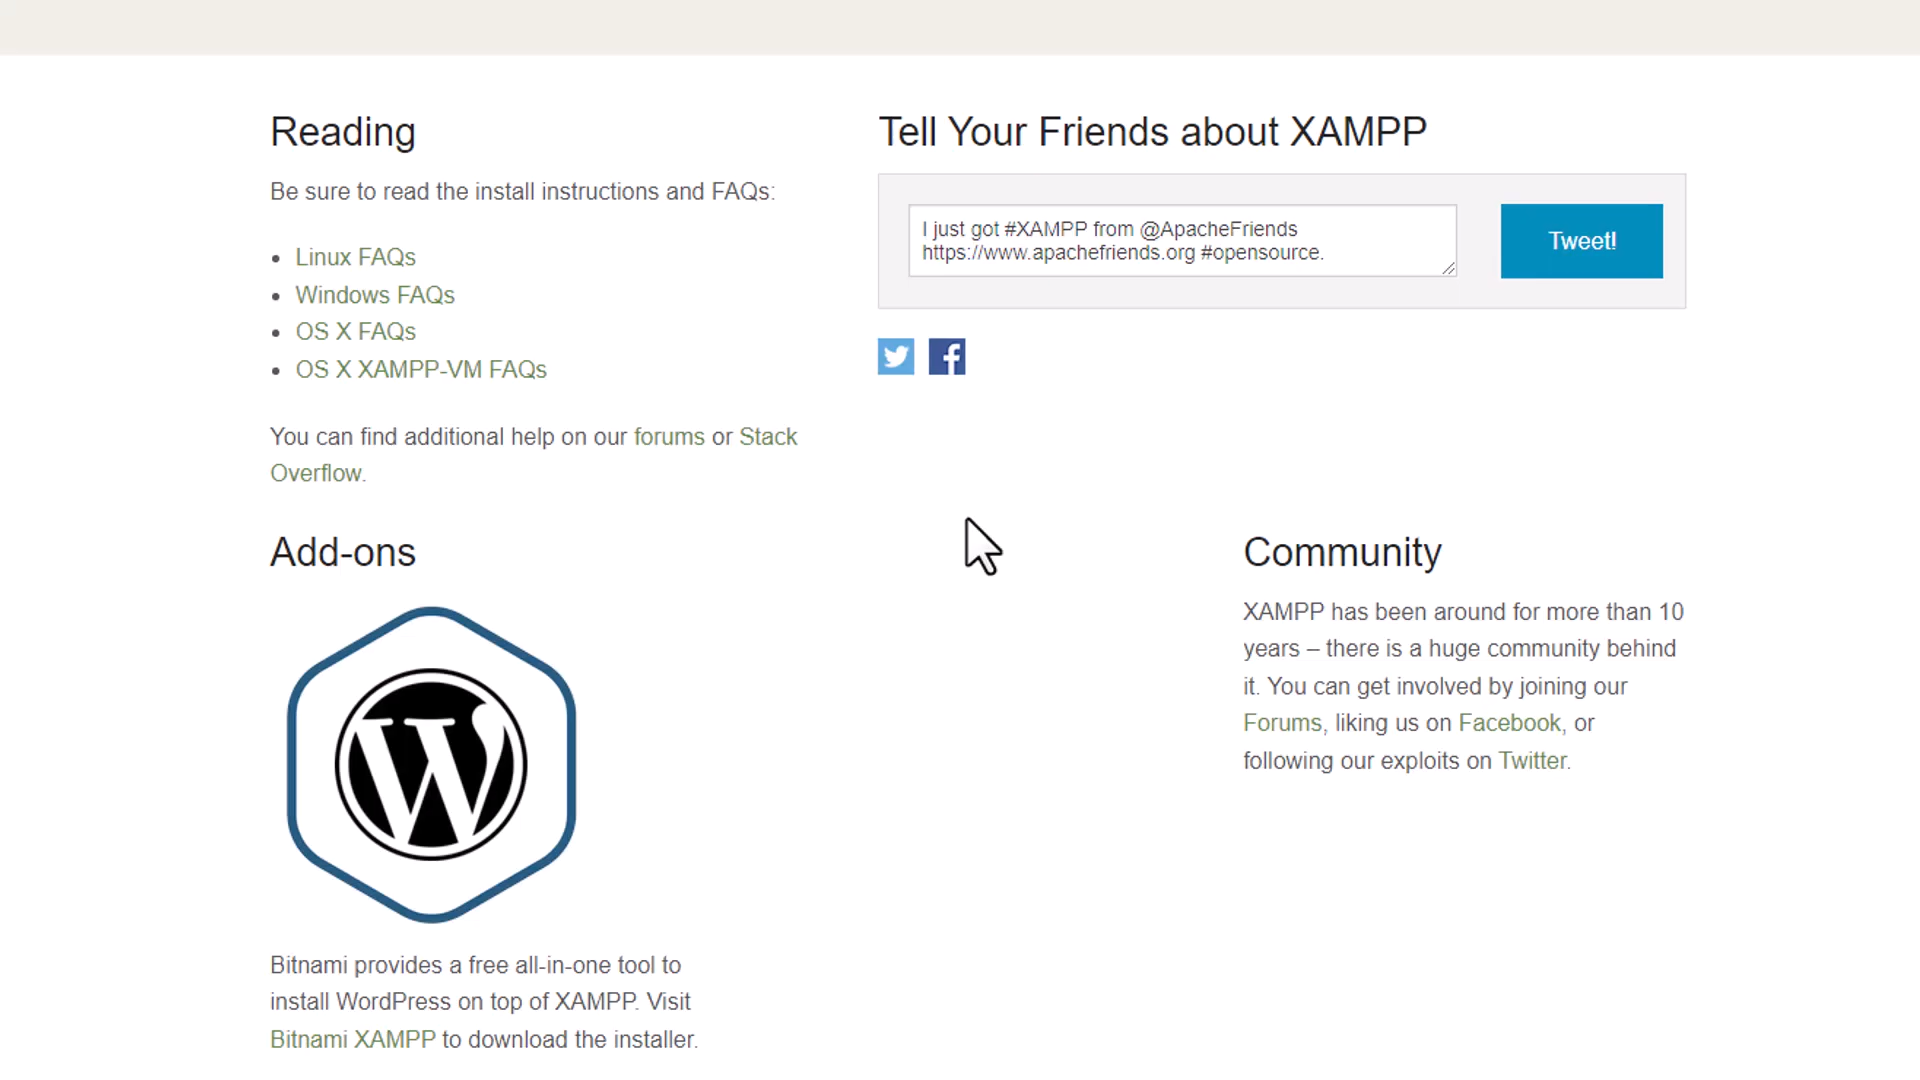 Reading
Be sure to read the install instructions and FAQs:
Linux FAQs
Windows FAQs
OS X FAQs
OS X XAMPP-VM FAQs
You can find additional help on our forums or Stack
Overflow.
Tell Your Friends about XAMPP
I just got #XAMPP from @ApacheFriends
https://www.apachefriends.org #opensource.
Tweet!
Add-ons
W
Bitnami provides a free all-in-one tool to
install WordPress on top of XAMPP. Visit
Bitnami XAMPP to download the installer.
Community
XAMPP has been around for more than 10
years – there is a huge community behind
it. You can get involved by joining our
Forums, liking us on Facebook, or
following our exploits on Twitter.